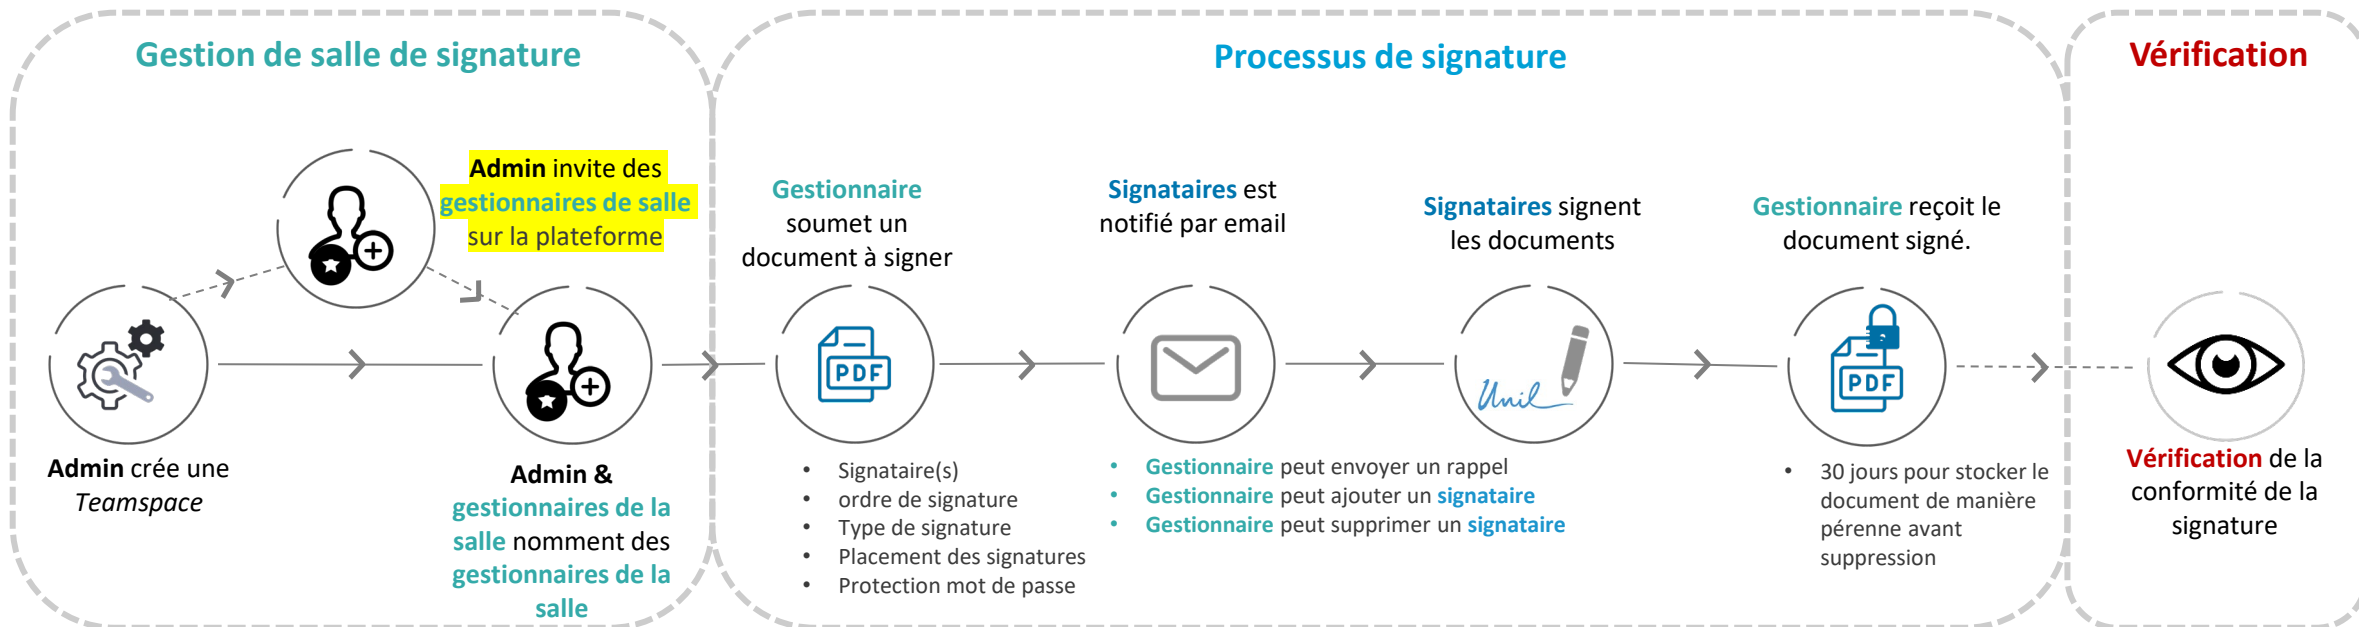 Gestion de salle de signature
Admin invite des
gestionnaires de salle
sur la plateforme
Admin crée une
Teamspace
Admin &
gestionnaires de la
salle nomment des
gestionnaires de la
salle
Processus de signature
Gestionnaire
soumet un
document à signer
PDF
• Signataire(s)
• ordre de signature
• Type de signature
• Placement des signatures
• Protection mot de passe
Signataires est
notifié par email
• Gestionnaire peut envoyer un rappel
• Gestionnaire peut ajouter un signataire
• Gestionnaire peut supprimer un signataire
Signataires signent
les documents
Unil
Gestionnaire reçoit le
document signé.
PDF
• 30 jours pour stocker le
document de manière
pérenne avant
suppression
Vérification
Vérification de la
conformité de la
signature